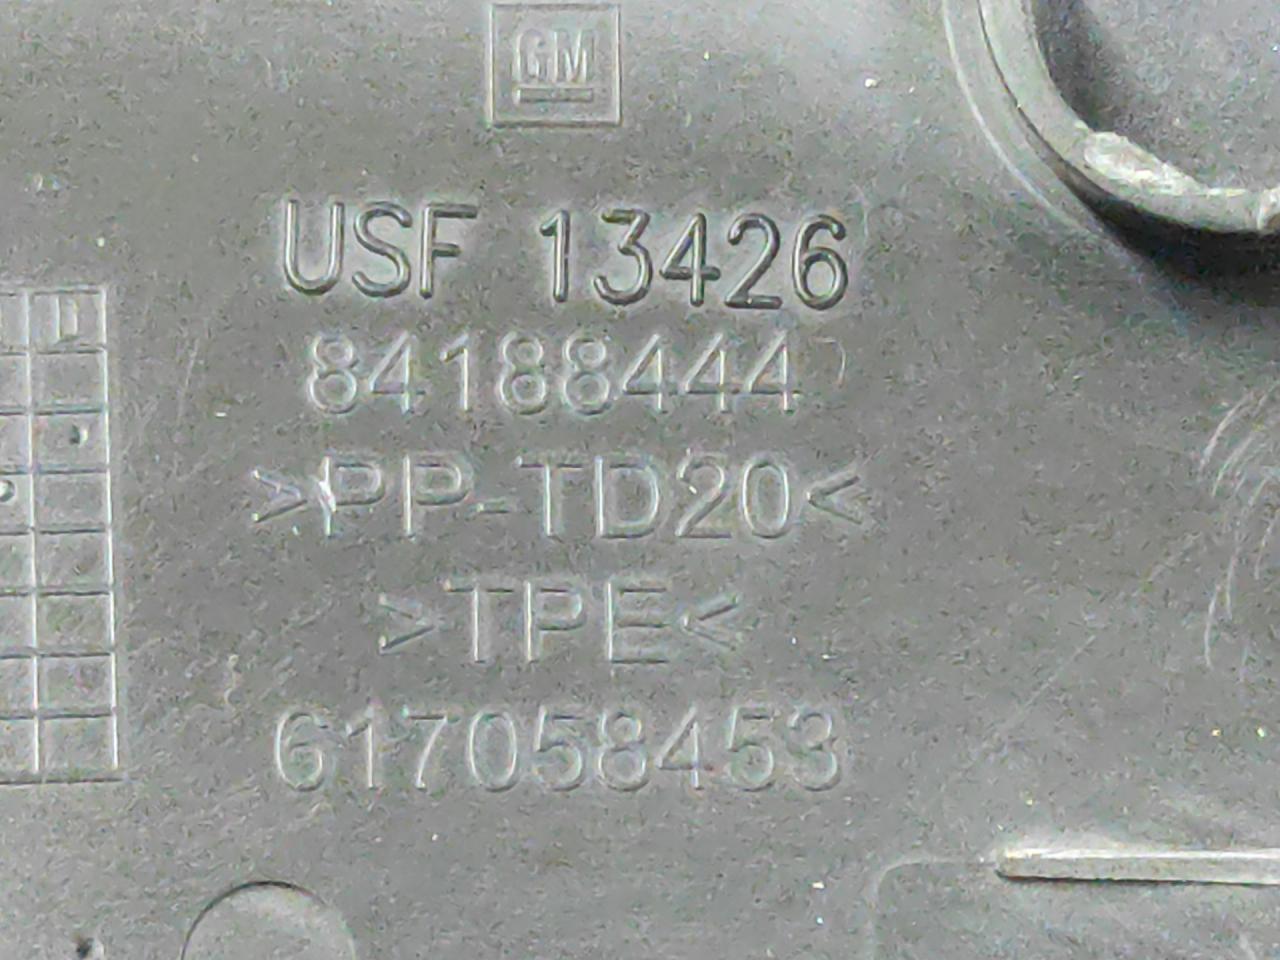 GM
USF 13426
84188444
>PP-TD20<
>TPE<
617058453